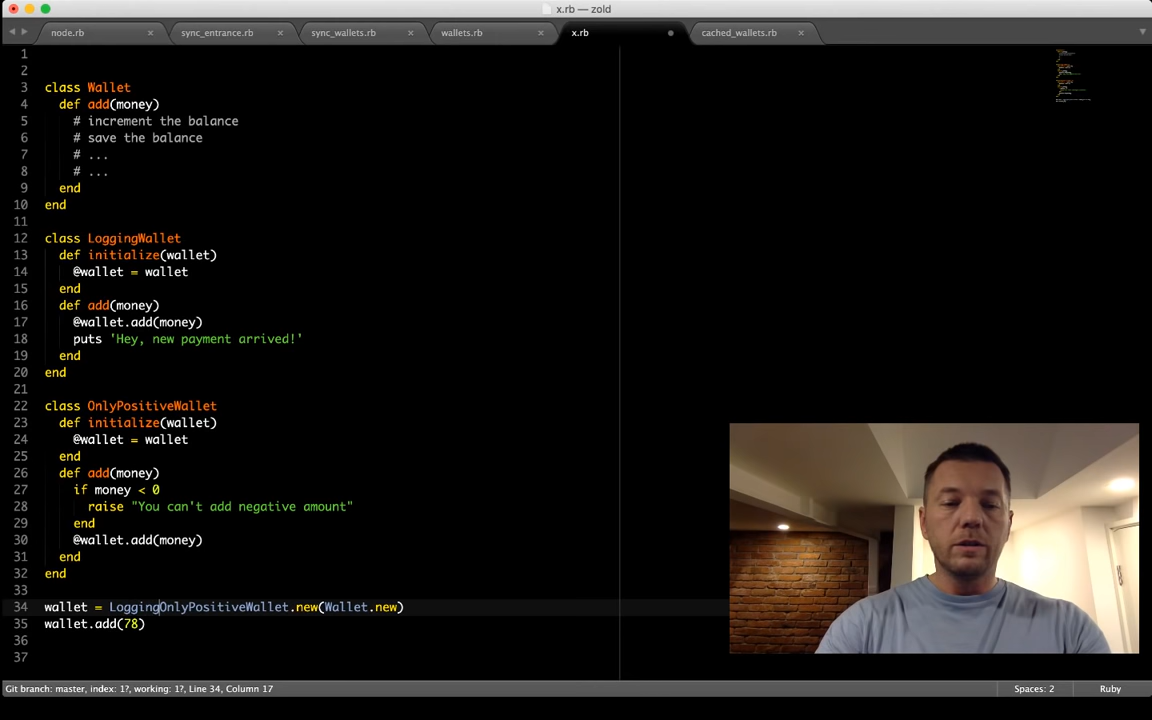 x.rb — zold
node.rb × sync_entrance.rb × sync_wallets.rb × wallets.rb × x.rb cached_wallets.rb ×
1
2
3 class Wallet
4 def add(money)
5 # increment the balance
6 # save the balance
7 # ...
8 # ...
9 end
10 end
11
12 class LoggingWallet
13 def initialize(wallet)
14 @wallet = wallet
15 end
16 def add(money)
17 @wallet.add(money)
18 puts 'Hey, new payment arrived!'
19 end
20 end
21
22 class OnlyPositiveWallet
23 def initialize(wallet)
24 @wallet = wallet
25 end
26 def add(money)
27 if money < 0
28 raise "You can't add negative amount"
29 end
30 @wallet.add(money)
31 end
32 end
33
34 wallet = LoggingOnlyPositiveWallet.new(Wallet.new)
35 wallet.add(78)
36
37
Git branch: master, index: 1?, working: 1?, Line 34, Column 17 Spaces: 2 Ruby